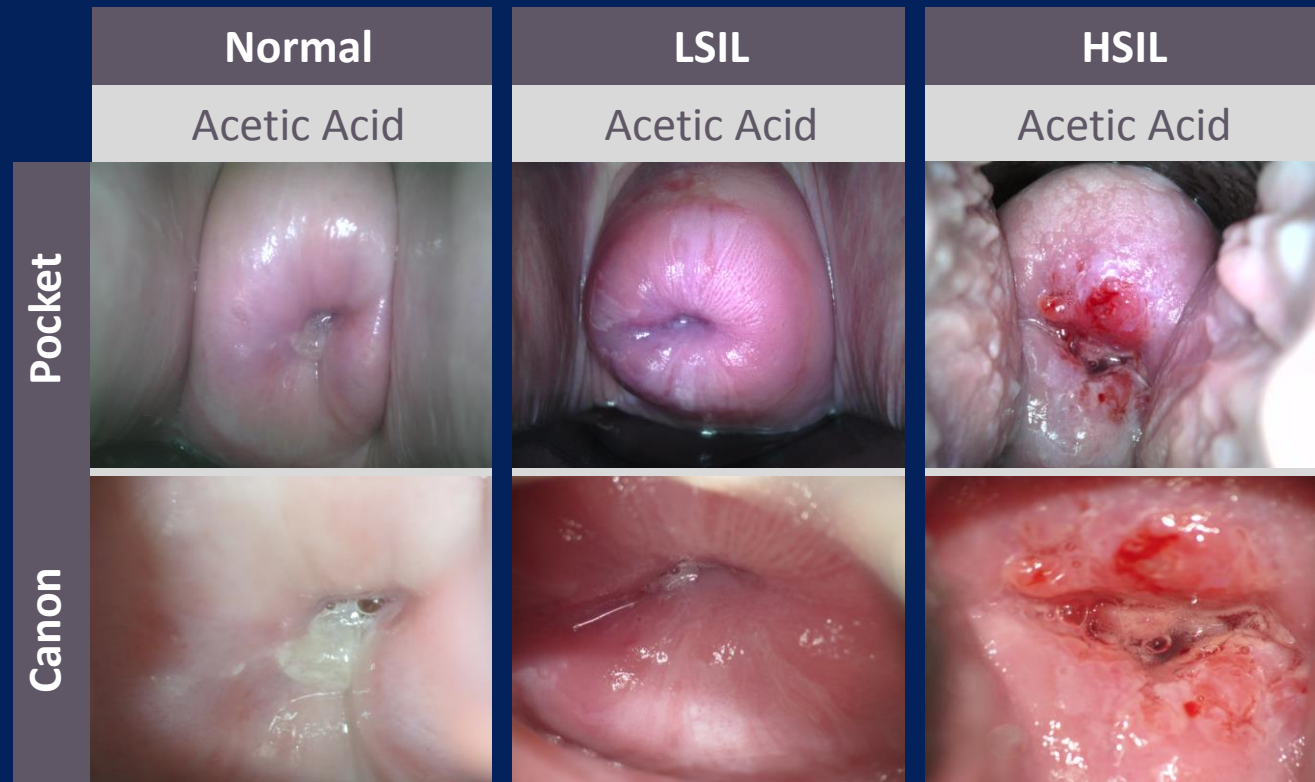 Normal
LSIL
HSIL
Acetic Acid
Acetic Acid
Acetic Acid
Pocket
Canon